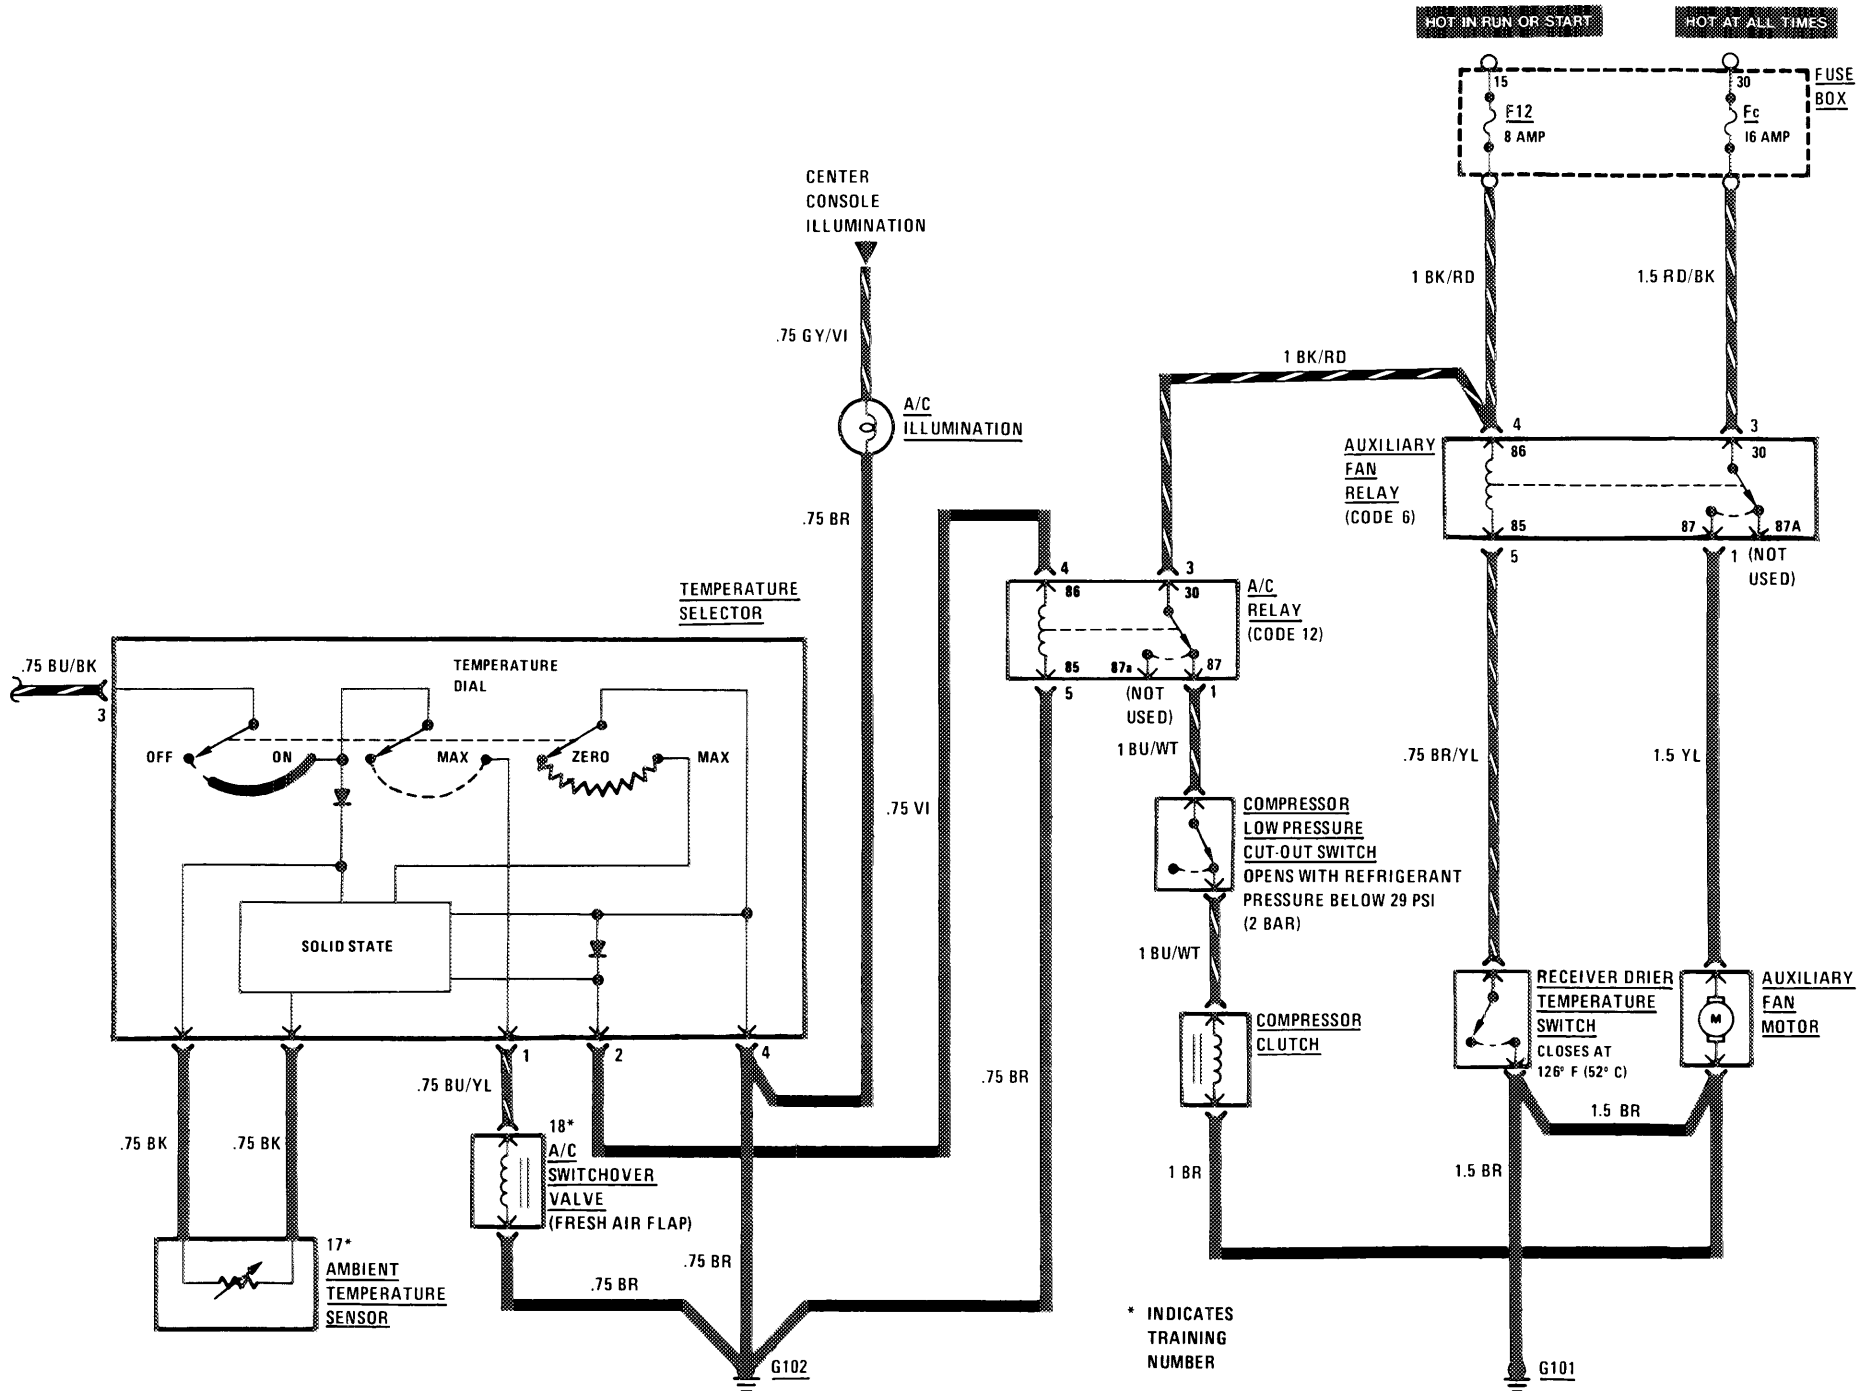 HOT IN RUN OR START
HOT AT ALL TIMES
FUSE
BOX
15
F12
8 AMP
30
Fc
16 AMP
CENTER
CONSOLE
ILLUMINATION
1 BK/RD
1.5 RD/BK
.75 GY/VI
1 BK/RD
A/C
ILLUMINATION
4
3
AUXILIARY
FAN
RELAY
(CODE 6)
86
30
85
87
87A
5
1
(NOT
USED)
.75 BR
4
3
86
30
A/C
RELAY
(CODE 12)
85
87a
87
5
(NOT
USED)
1
TEMPERATURE
SELECTOR
.75 BU/BK
3
TEMPERATURE
DIAL
OFF
ON
MAX
ZERO
MAX
SOLID STATE
.75 VI
1 BU/WT
.75 BR/YL
1.5 YL
COMPRESSOR
LOW PRESSURE
CUT-OUT SWITCH
OPENS WITH REFRIGERANT
PRESSURE BELOW 29 PSI
(2 BAR)
1 BU/WT
COMPRESSOR
CLUTCH
RECEIVER DRIER
TEMPERATURE
SWITCH
CLOSES AT
126° F (52° C)
AUXILIARY
FAN
MOTOR
M
1
2
4
.75 BU/YL
.75 BR
1.5 BR
.75 BK
.75 BK
18*
A/C
SWITCHOVER
VALVE
(FRESH AIR FLAP)
1 BR
1.5 BR
17*
AMBIENT
TEMPERATURE
SENSOR
.75 BR
.75 BR
G102
* INDICATES
TRAINING
NUMBER
G101